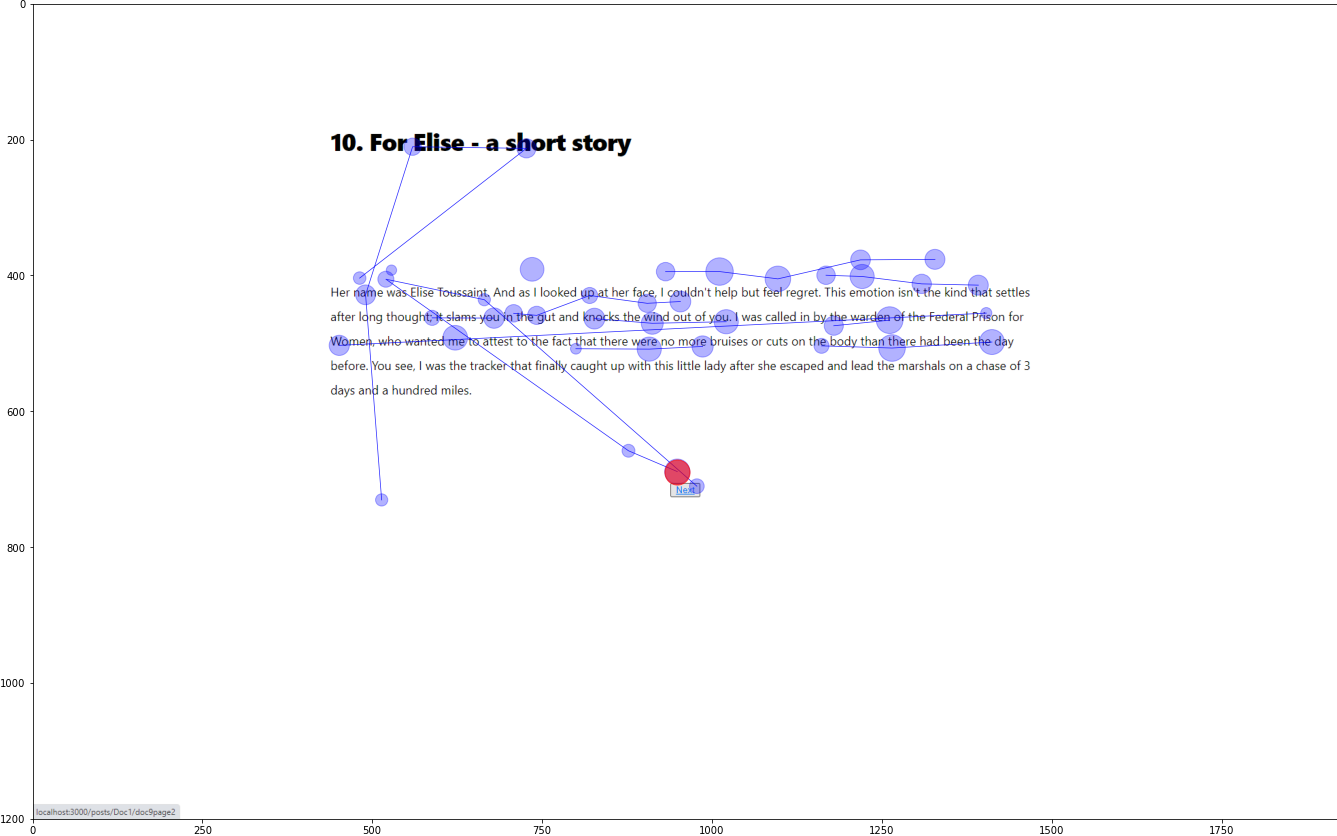 0
200
400
600
800
1000
1200
0
250
500
750
1000
1250
1500
1750
10. For Elise - a short story
Her name was Elise Toussaint. And as I looked up at her face, I couldn't help but feel regret. This emotion isn't the kind that settles
after long thought; it slams you in the gut and knocks the wind out of you. I was called in by the warden of the Federal Prison for
Women, who wanted me to attest to the fact that there were no more bruises or cuts on the body than there had been the day
before. You see, I was the tracker that finally caught up with this little lady after she escaped and lead the marshals on a chase of 3
days and a hundred miles.
Next
localhost:3000/posts/Doc1/doc9page2